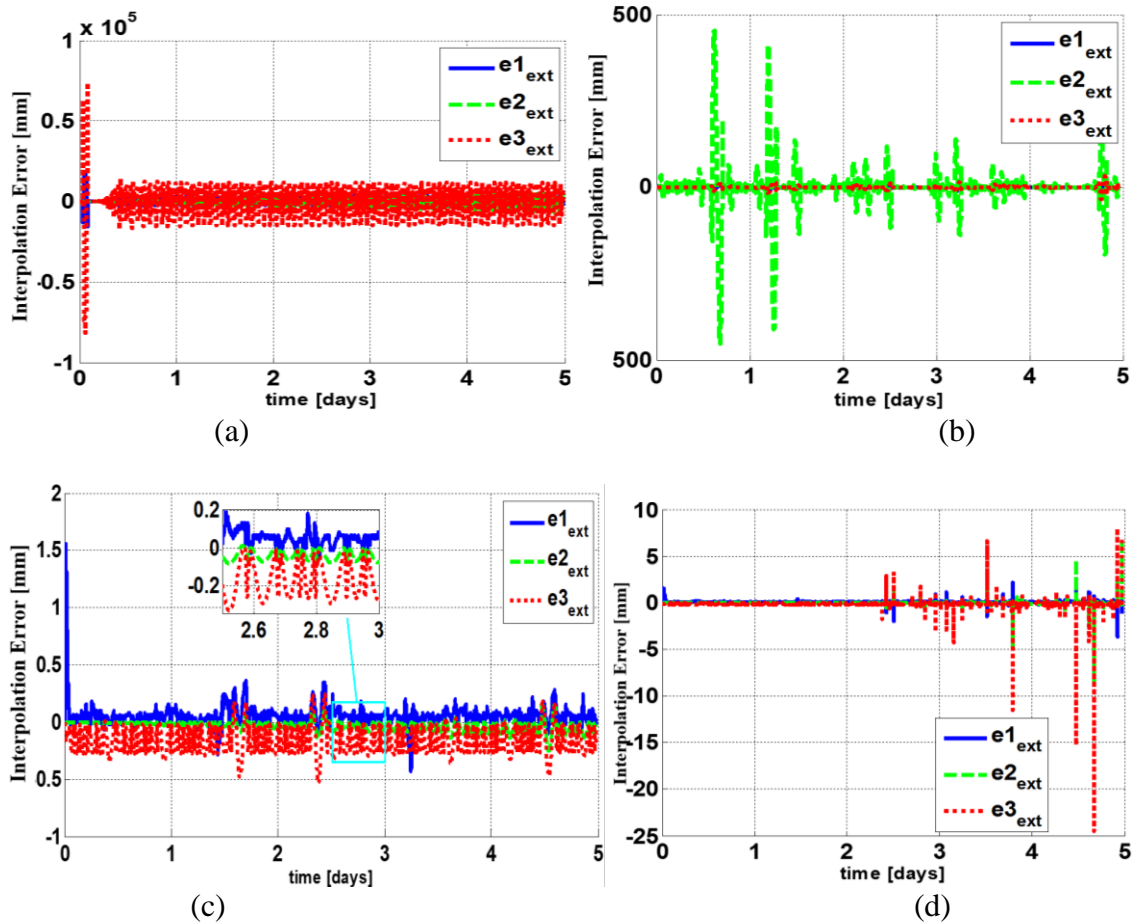 x 10^5
1
0.5
0
-0.5
-1
Interpolation Error [mm]
0 1 2 3 4 5
time [days]
e1ext
e2ext
e3ext
(a)
500
0
500
Interpolation Error [mm]
0 1 2 3 4 5
time [days]
e1ext
e2ext
e3ext
(b)
2
1.5
1
0.5
0
0.5
-1
Interpolation Error [mm]
0.2
0
-0.2
2.6 2.8 3
0 1 2 3 4 5
time [days]
e1ext
e2ext
e3ext
(c)
10
5
0
-5
-10
-15
-20
-25
Interpolation Error [mm]
0 1 2 3 4 5
time [days]
e1ext
e2ext
e3ext
(d)